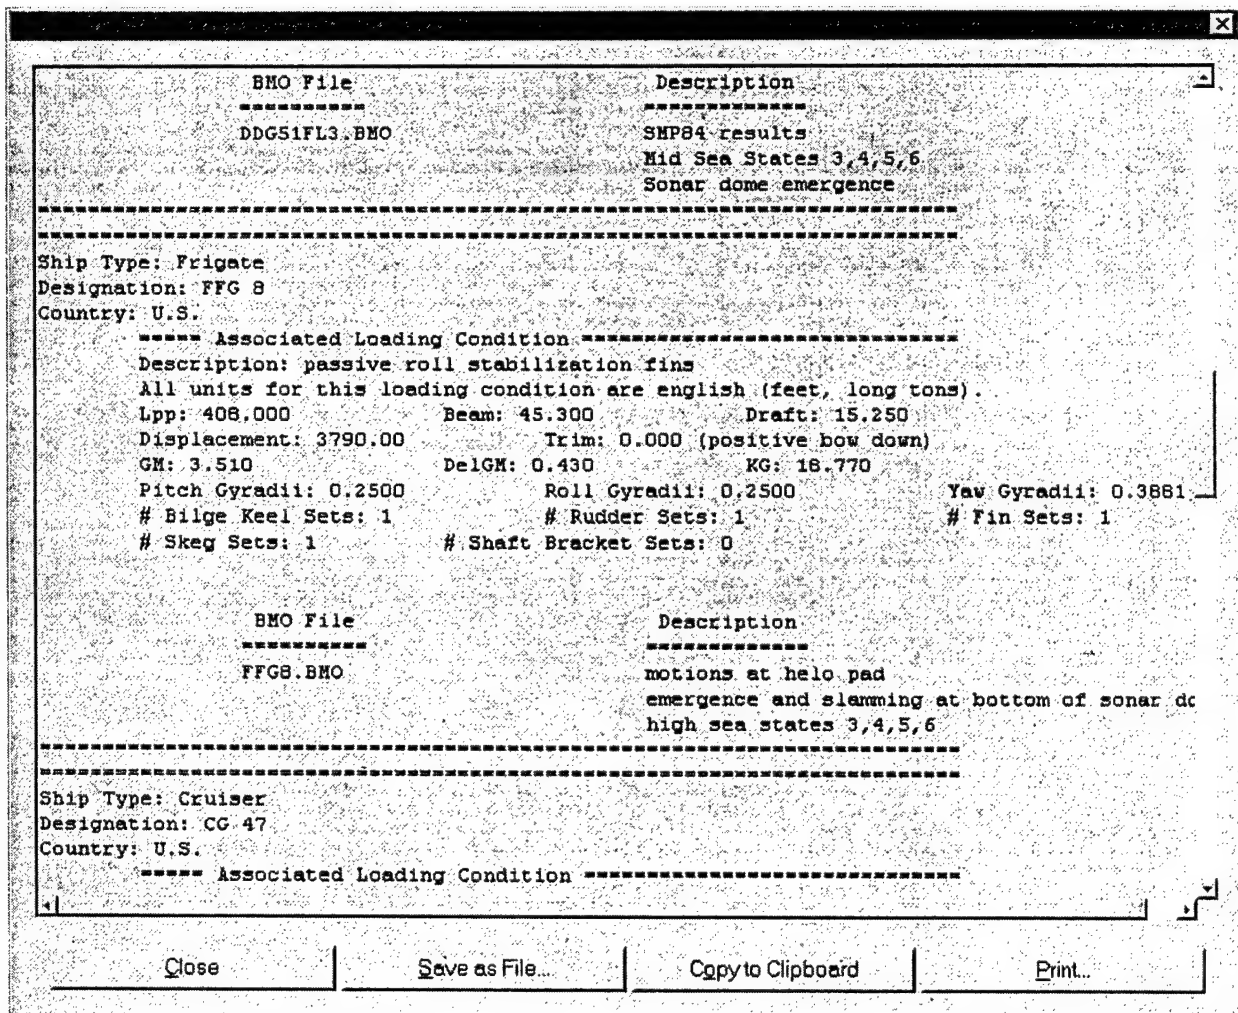 BMO File Description
========== =============
DDG51FL3.BMO SMP84 results
Mid Sea States 3,4,5,6
Sonar dome emergence
=========================================================================
=========================================================================
Ship Type: Frigate
Designation: FFG 8
Country: U.S.
===== Associated Loading Condition ==============================
Description: passive roll stabilization fins
All units for this loading condition are english (feet, long tons).
Lpp: 408.000 Beam: 45.300 Draft: 15.250
Displacement: 3790.00 Trim: 0.000 (positive bow down)
GM: 3.510 DelGM: 0.430 KG: 18.770
Pitch Gyradii: 0.2500 Roll Gyradii: 0.2500 Yaw Gyradii: 0.3881
# Bilge Keel Sets: 1 # Rudder Sets: 1 # Fin Sets: 1
# Skeg Sets: 1 # Shaft Bracket Sets: 0
BMO File Description
========== =============
FFG8.BMO motions at helo pad
emergence and slamming at bottom of sonar do
high sea states 3,4,5,6
=========================================================================
=========================================================================
Ship Type: Cruiser
Designation: CG 47
Country: U.S.
===== Associated Loading Condition ==============================
Close Save as File... Copy to Clipboard Print...